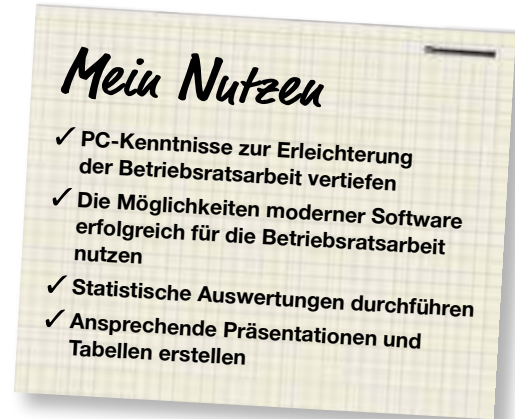 Mein Nutzen
✓ PC-Kenntnisse zur Erleichterung
der Betriebsratsarbeit vertiefen
✓ Die Möglichkeiten moderner Software
erfolgreich für die Betriebsratsarbeit
nutzen
✓ Statistische Auswertungen durchführen
✓ Ansprechende Präsentationen und
Tabellen erstellen